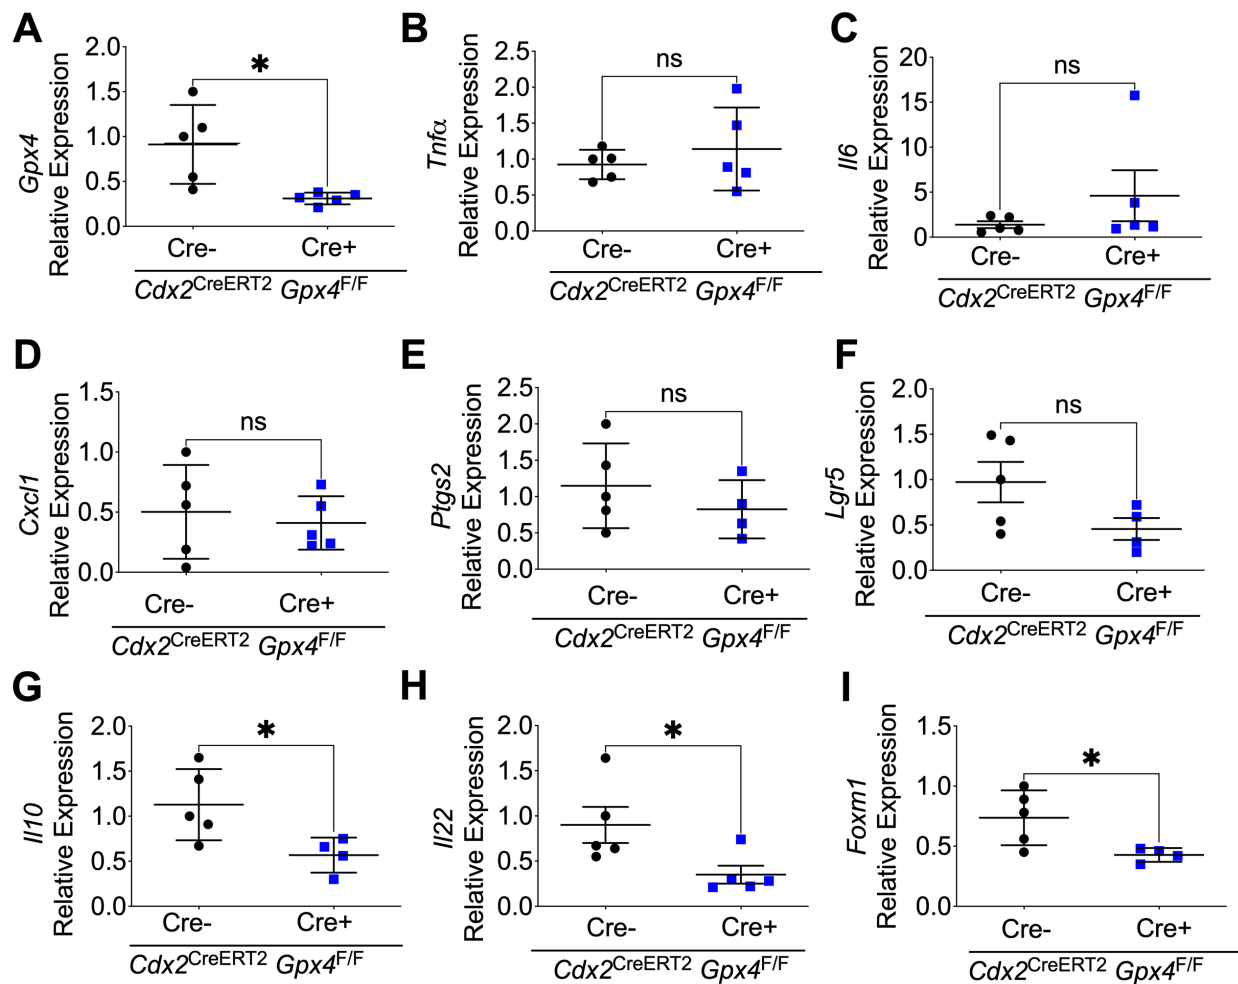 A
Gpx4
Relative Expression
2.0
1.5
1.0
0.5
0.0
*
Cre-
Cre+
Cdx2CreERT2 Gpx4F/F
B
Tnfα
Relative Expression
2.5
2.0
1.5
1.0
0.5
0.0
ns
Cre-
Cre+
Cdx2CreERT2 Gpx4F/F
C
Il6
Relative Expression
20
15
10
5
0
ns
Cre-
Cre+
Cdx2CreERT2 Gpx4F/F
D
Cxcl1
Relative Expression
1.5
1.0
0.5
0.0
ns
Cre-
Cre+
Cdx2CreERT2 Gpx4F/F
E
Ptgs2
Relative Expression
2.5
2.0
1.5
1.0
0.5
0.0
ns
Cre-
Cre+
Cdx2CreERT2 Gpx4F/F
F
Lgr5
Relative Expression
2.0
1.5
1.0
0.5
0.0
ns
Cre-
Cre+
Cdx2CreERT2 Gpx4F/F
G
Il10
Relative Expression
2.0
1.5
1.0
0.5
0.0
*
Cre-
Cre+
Cdx2CreERT2 Gpx4F/F
H
Il22
Relative Expression
2.0
1.5
1.0
0.5
0.0
*
Cre-
Cre+
Cdx2CreERT2 Gpx4F/F
I
Foxm1
Relative Expression
1.5
1.0
0.5
0.0
*
Cre-
Cre+
Cdx2CreERT2 Gpx4F/F